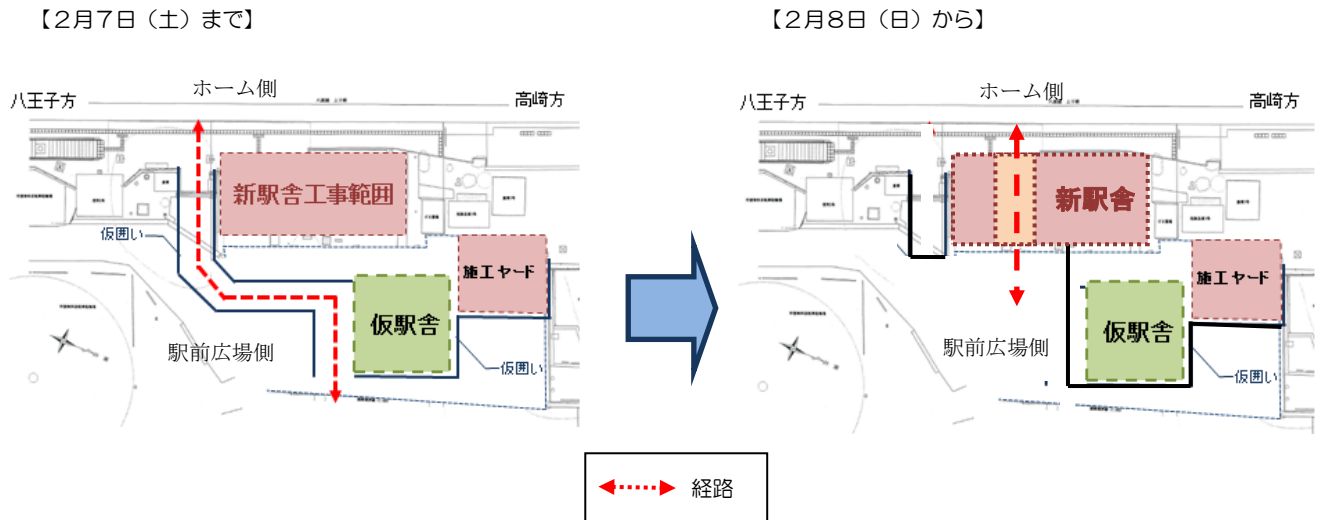 【2月7日（土）まで】
【2月8日（日）から】
ホーム側
八王子方
高崎方
新駅舎工事範囲
仮囲い
施工ヤード
仮駅舎
駅前広場側
仮囲い
ホーム側
八王子方
高崎方
新駅舎
施工ヤード
仮駅舎
駅前広場側
仮囲い
経路